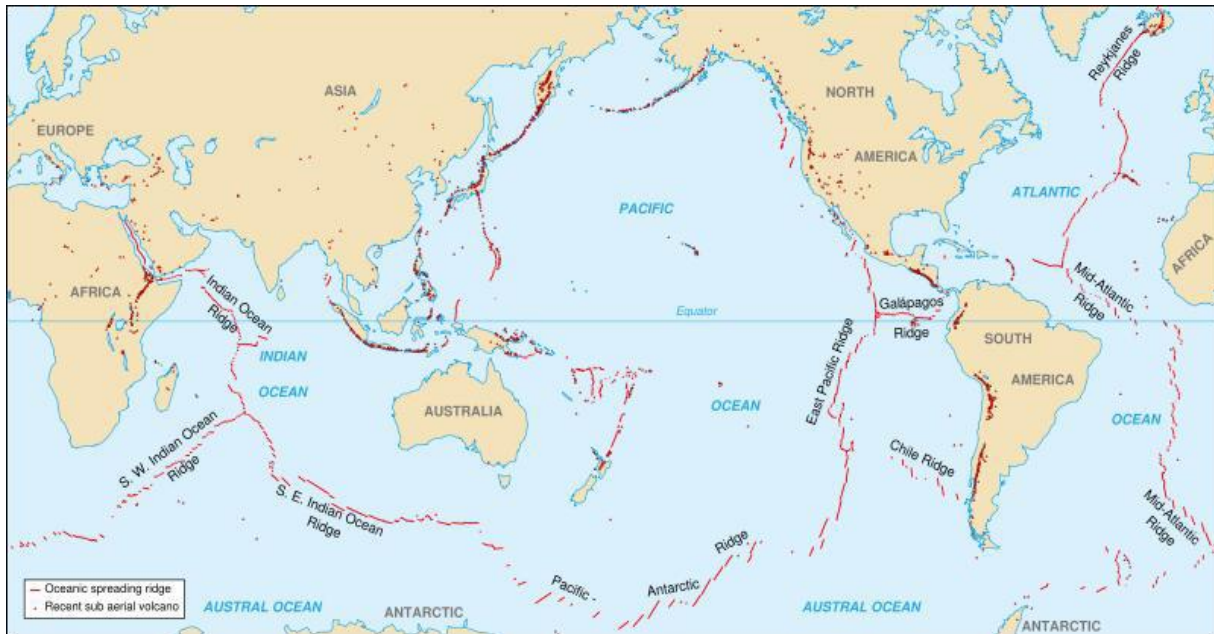 Reykjanes
Ridge
ASIA
NORTH
EUROPE
AMERICA
ATLANTIC
PACIFIC
AFRICA
AFRICA
Indian Ocean
Ridge
Mid-Atlantic
Ridge
Galápagos
Ridge
Equator
INDIAN
OCEAN
SOUTH
AMERICA
East Pacific Ridge
AUSTRALIA
OCEAN
OCEAN
S. W. Indian Ocean
Ridge
Chile Ridge
S. E. Indian Ocean
Ridge
Mid-Atlantic
Ridge
Pacific -
Antarctic
Ridge
Oceanic spreading ridge
Recent sub aerial volcano
AUSTRAL OCEAN
ANTARCTIC
AUSTRAL OCEAN
ANTARCTIC